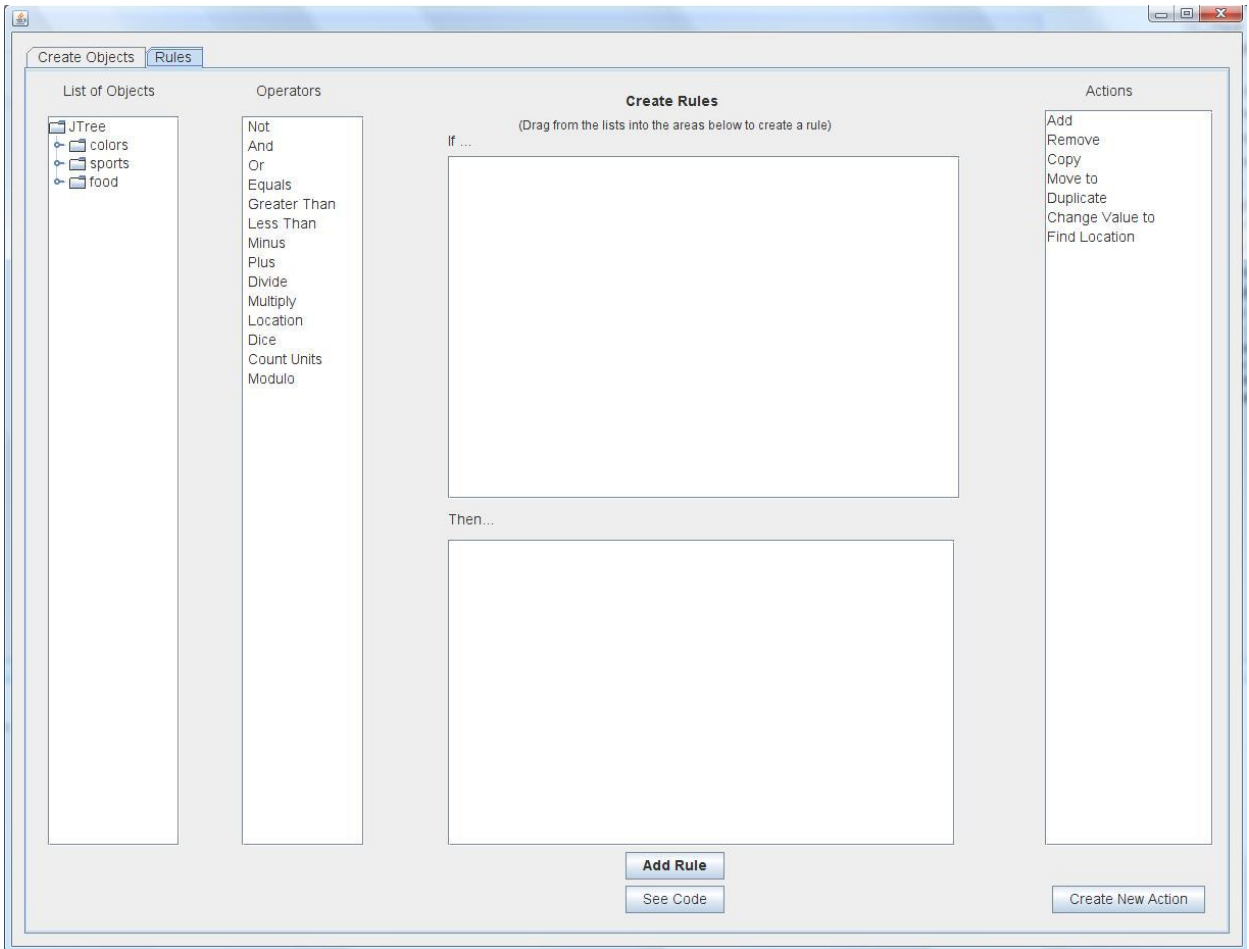 Create Objects
Rules
List of Objects
JTree
colors
sports
food
Operators
Not
And
Or
Equals
Greater Than
Less Than
Minus
Plus
Divide
Multiply
Location
Dice
Count Units
Modulo
Create Rules
(Drag from the lists into the areas below to create a rule)
If ...
Then...
Add Rule
See Code
Actions
Add
Remove
Copy
Move to
Duplicate
Change Value to
Find Location
Create New Action